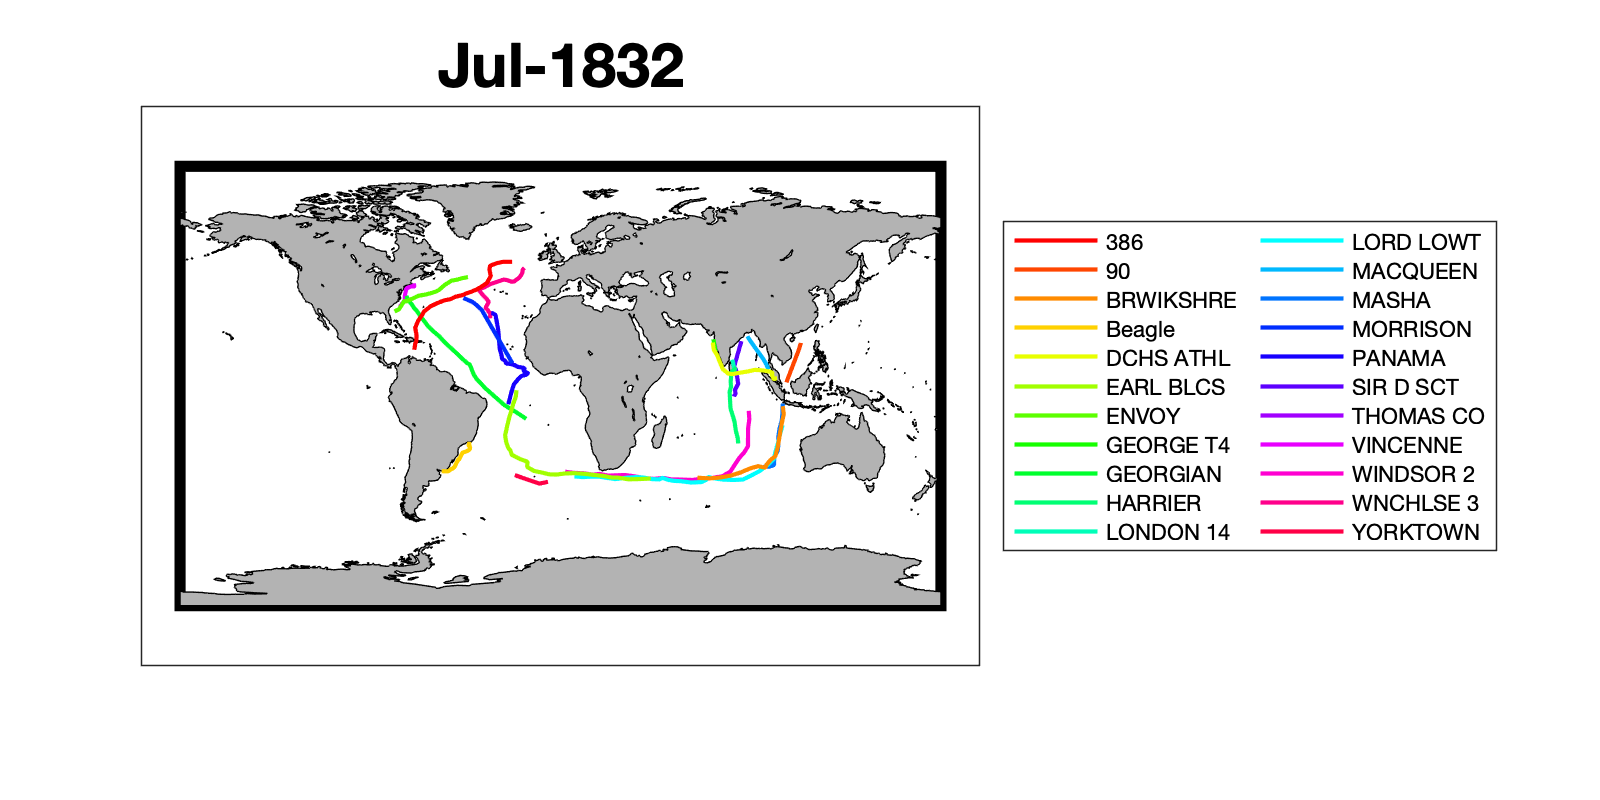 Jul-1832
386
90
BRWIKSHRE
Beagle
DCHS ATHL
EARL BLCS
ENVOY
GEORGE T4
GEORGIAN
HARRIER
LONDON 14
LORD LOWT
MACQUEEN
MASHA
MORRISON
PANAMA
SIR D SCT
THOMAS CO
VINCENNE
WINDSOR 2
WNCHLSE 3
YORKTOWN